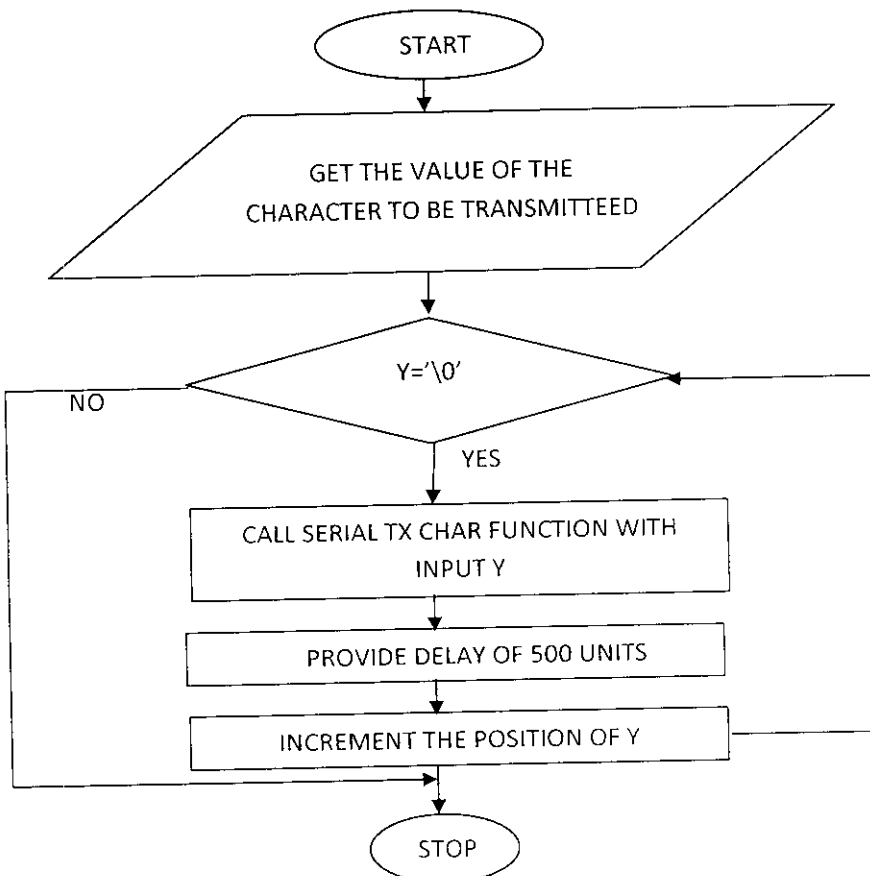 START
GET THE VALUE OF THE
CHARACTER TO BE TRANSMITTEED
Y='\0'
NO
YES
CALL SERIAL TX CHAR FUNCTION WITH
INPUT Y
PROVIDE DELAY OF 500 UNITS
INCREMENT THE POSITION OF Y
STOP